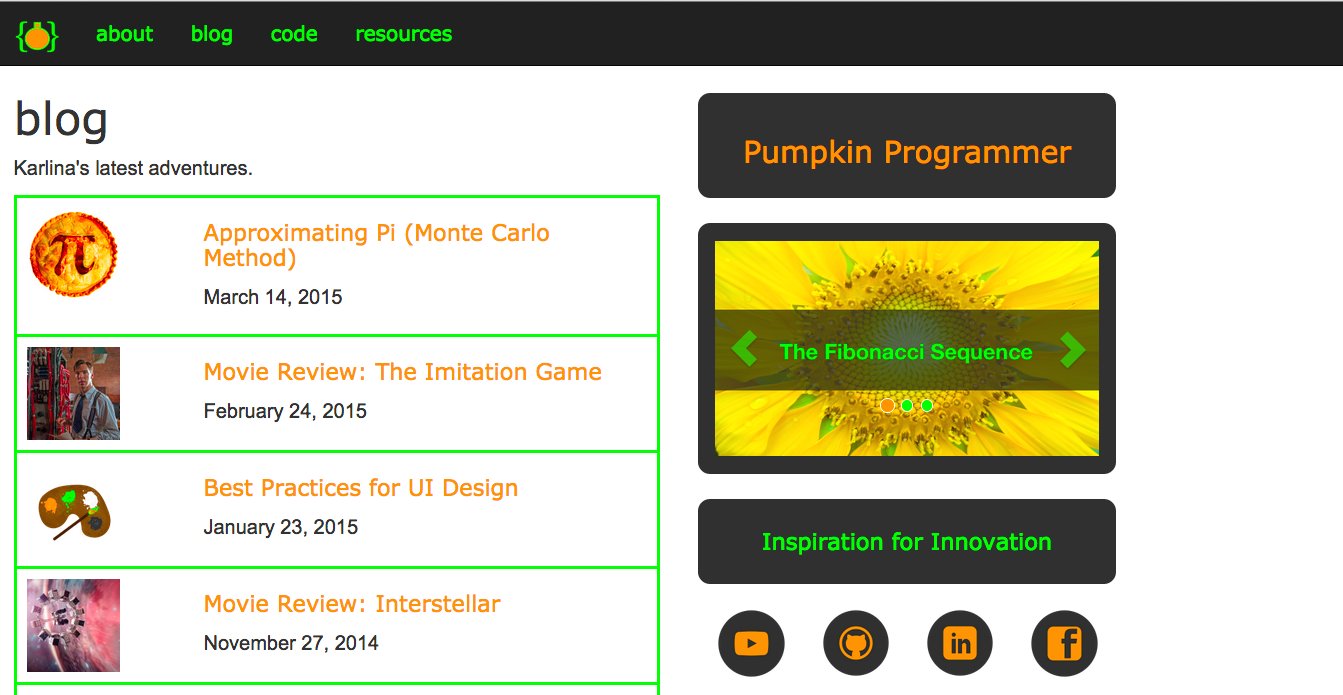 about blog code resources
blog
Karlina's latest adventures.
Approximating Pi (Monte Carlo
Method)
March 14, 2015
Movie Review: The Imitation Game
February 24, 2015
Best Practices for UI Design
January 23, 2015
Movie Review: Interstellar
November 27, 2014
Pumpkin Programmer
The Fibonacci Sequence
Inspiration for Innovation